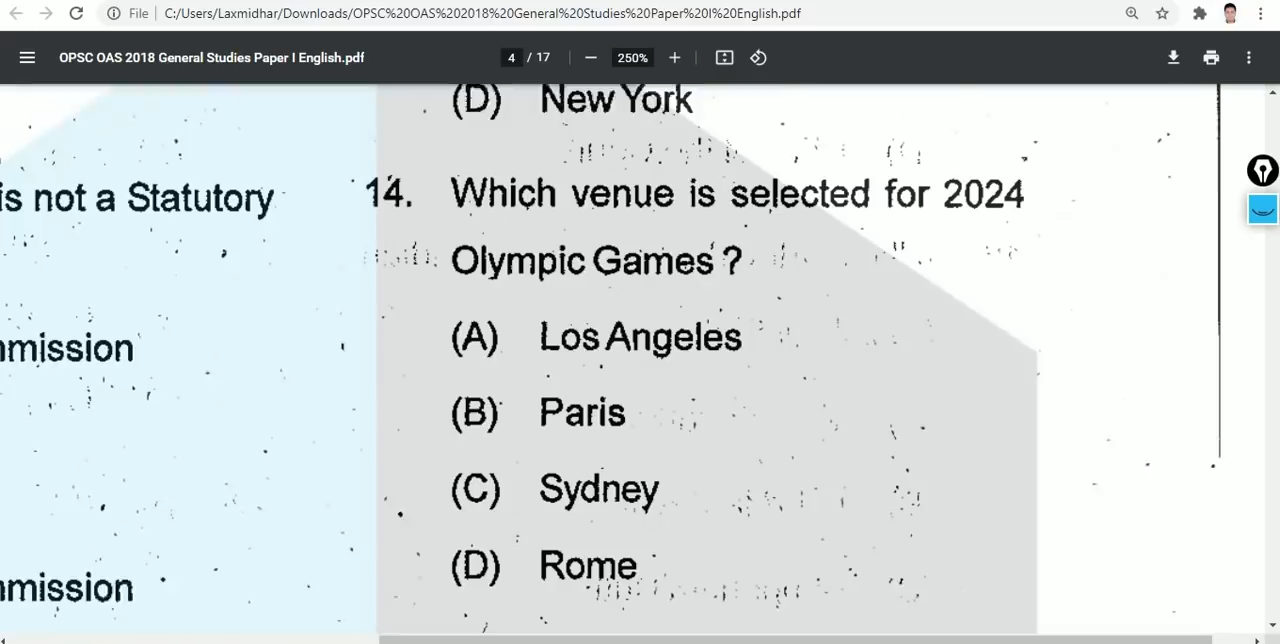 File
C:/Users/Laxmidhar/Downloads/OPSC%20OAS%202018%20General%20Studies%20Paper%20I%20English.pdf
OPSC OAS 2018 General Studies Paper I English.pdf
4 / 17
250%
(D) New York
is not a Statutory
mmission
mmission
14. Which venue is selected for 2024
Olympic Games ?
(A) Los Angeles
(B) Paris
(C) Sydney
(D) Rome